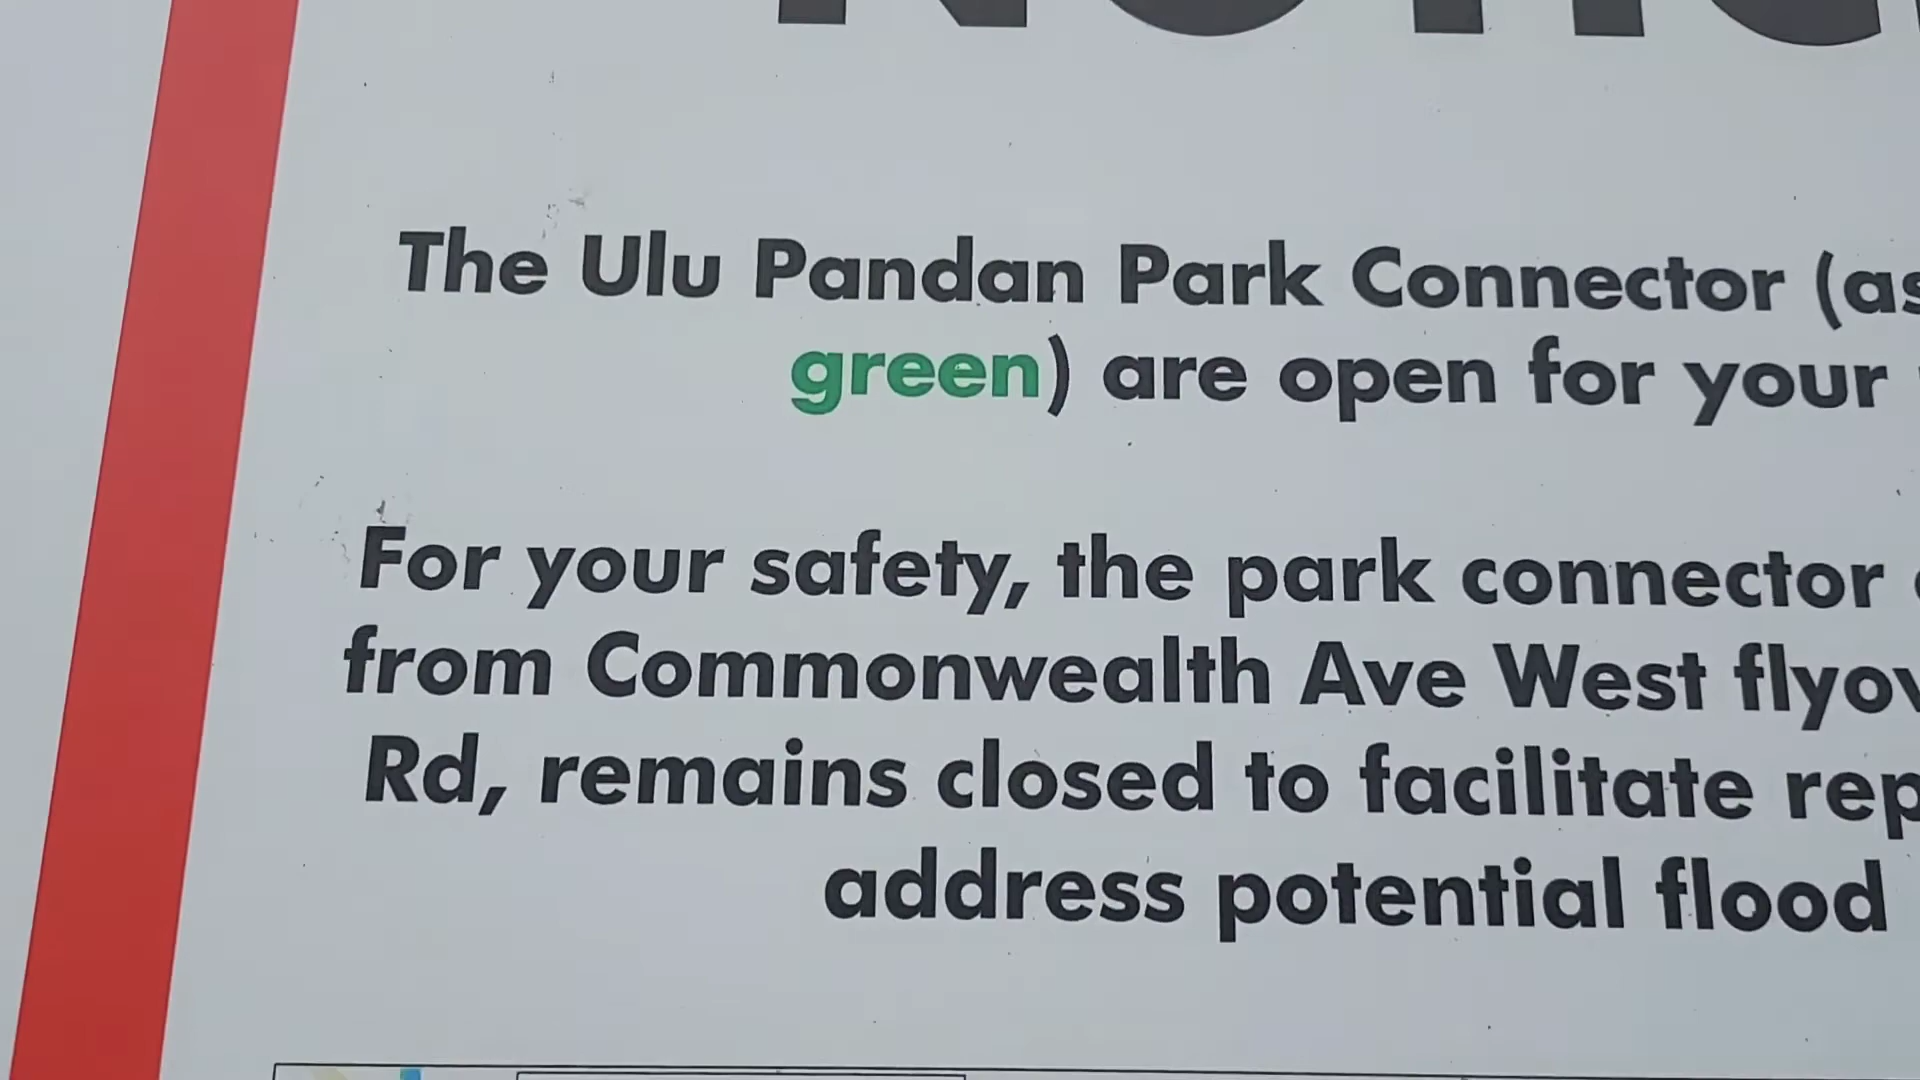 The Ulu Pandan Park Connector (as
green) are open for your
For your safety, the park connector
from Commonwealth Ave West
Rd, remains closed to facilitate
address potential flood